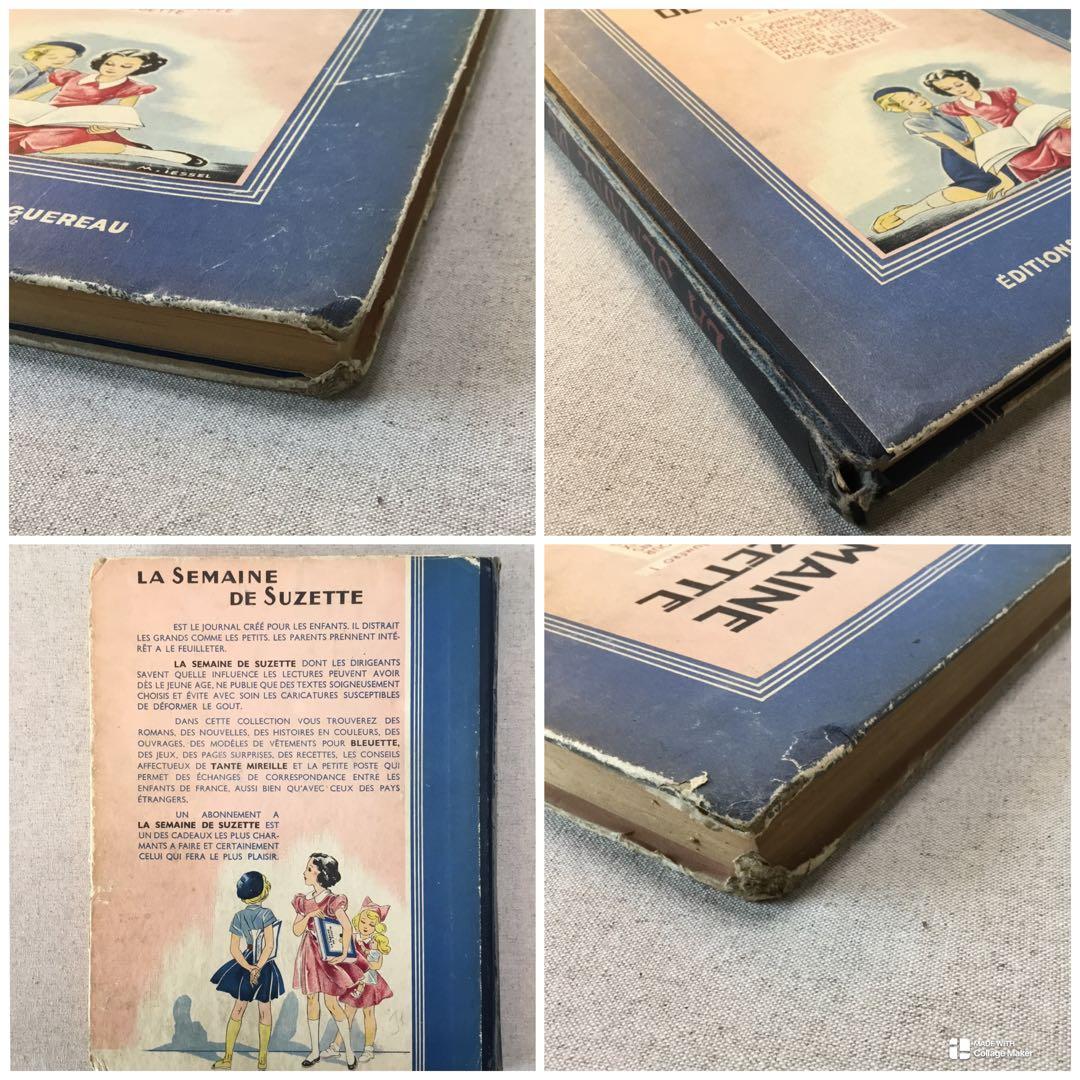 M. IESSEL
GUEREAU
1952
ÉDITIONS
LA SEMAINE
DE SUZETTE
EST LE JOURNAL CRÉÉ POUR LES ENFANTS. IL DISTRAIT
LES GRANDS COMME LES PETITS. LES PARENTS PRENNENT INTÉ-
RÊT A LE FEUILLETER.
LA SEMAINE DE SUZETTE DONT LES DIRIGEANTS
SAVENT QUELLE INFLUENCE LES LECTURES PEUVENT AVOIR
DÈS LE JEUNE AGE, NE PUBLIE QUE DES TEXTES SOIGNEUSEMENT
CHOISIS ET ÉVITE AVEC SOIN LES CARICATURES SUSCEPTIBLES
DE DÉFORMER LE GOUT.
DANS CETTE COLLECTION VOUS TROUVEREZ DES
ROMANS, DES NOUVELLES, DES HISTOIRES EN COULEURS, DES
OUVRAGES, DES MODÈLES DE VÊTEMENTS POUR BLEUETTE,
DES JEUX, DES PAGES SURPRISES, DES RECETTES, LES CONSEILS
AFFECTUEUX DE TANTE MIREILLE ET LA PETITE POSTE QUI
PERMET DES ÉCHANGES DE CORRESPONDANCE ENTRE LES
ENFANTS DE FRANCE, AUSSI BIEN QU'AVEC CEUX DES PAYS
ÉTRANGERS.
UN ABONNEMENT A
LA SEMAINE DE SUZETTE EST
UN DES CADEAUX LES PLUS CHAR-
MANTS A FAIRE ET CERTAINEMENT
CELUI QUI FERA LE PLUS PLAISIR.
MAINE
ZETTE
NUMÉRO 1
MADE WITH
Collage Maker